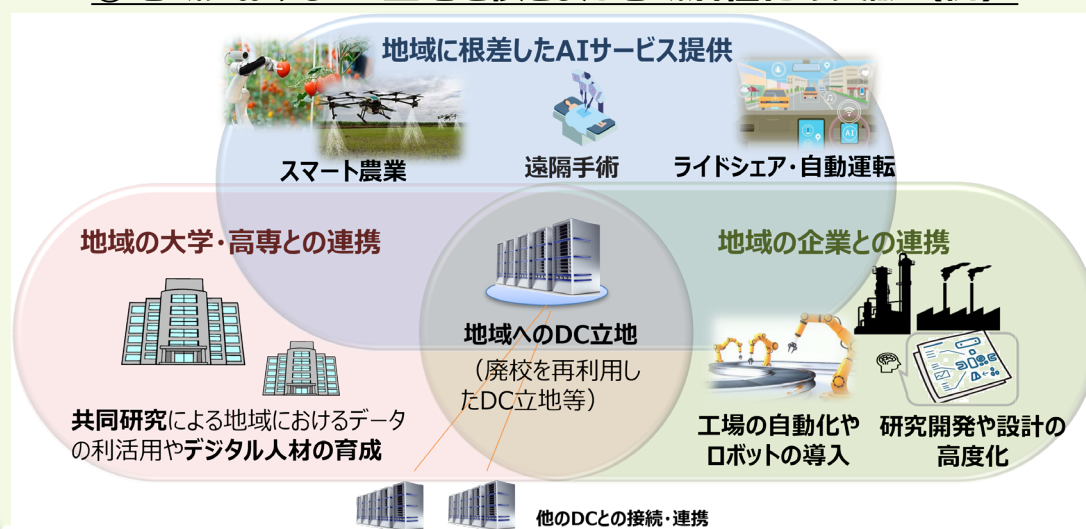 地域に根差したAIサービス提供
スマート農業
遠隔手術
ライドシェア・自動運転
AI
地域の大学・高専との連携
地域の企業との連携
地域へのDC立地
（廃校を再利用し
たDC立地等）
共同研究による地域におけるデータ
の利活用やデジタル人材の育成
工場の自動化や
ロボットの導入
研究開発や設計の
高度化
他のDCとの接続・連携